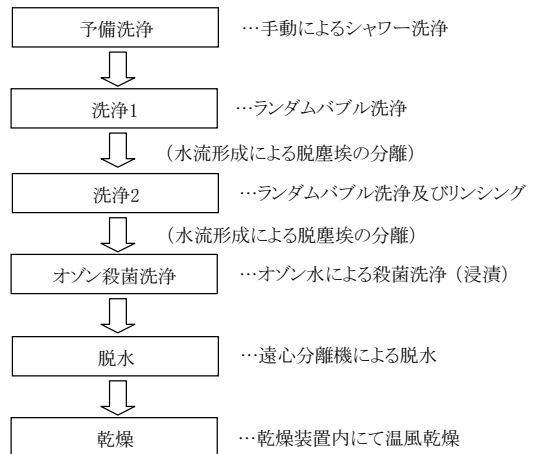 予備洗浄 …手動によるシャワー洗浄
洗浄1 …ランダムバブル洗浄
(水流形成による脱塵埃の分離)
洗浄2 …ランダムバブル洗浄及びリンシング
(水流形成による脱塵埃の分離)
オゾン殺菌洗浄 …オゾン水による殺菌洗浄 (浸漬)
脱水 …遠心分離機による脱水
乾燥 …乾燥装置内にて温風乾燥